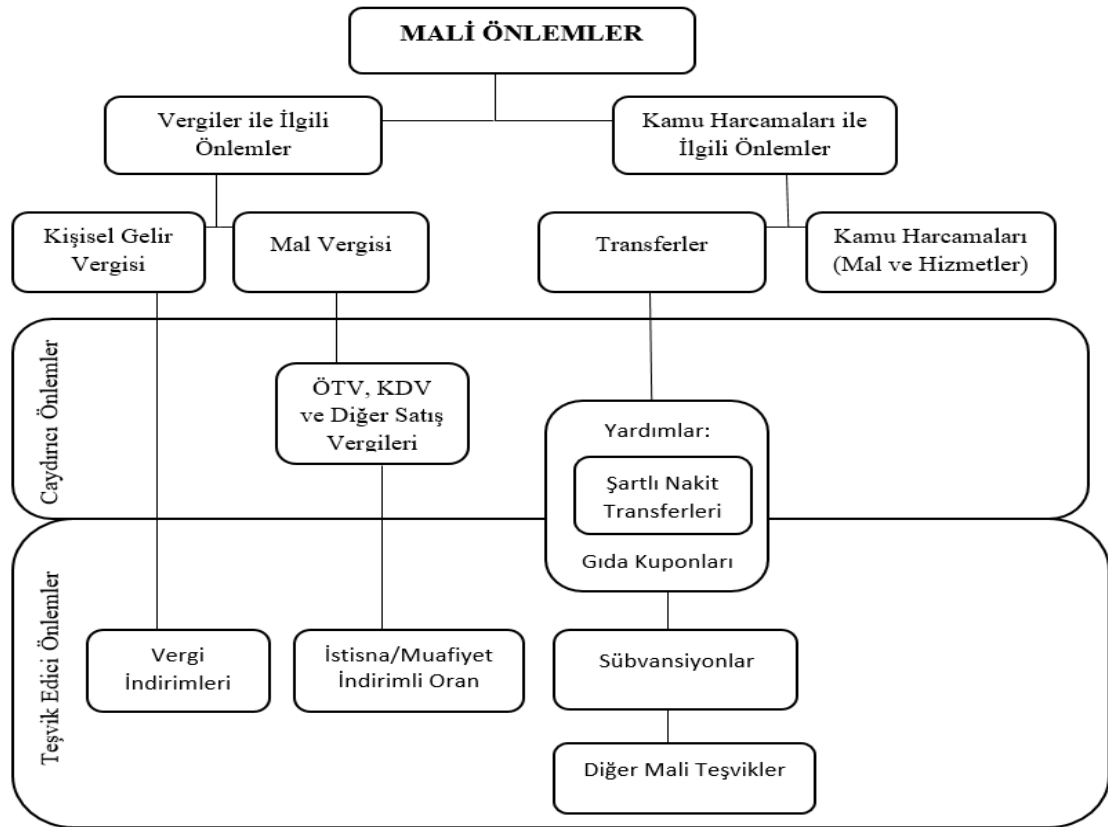 MALİ ÖNLEMLER
Vergiler ile İlgili
Önlemler
Kamu Harcamaları ile
İlgili Önlemler
Kişisel Gelir
Vergisi
Mal Vergisi
Transferler
Kamu Harcamaları
(Mal ve Hizmetler)
Caydırıcı Önlemler
ÖTV, KDV
ve Diğer Satış
Vergileri
Yardımlar:
Şartlı Nakit
Transferleri
Gıda Kuponları
Teşvik Edici Önlemler
Vergi
İndirimleri
İstisna/Muafiyet
İndirimli Oran
Sübvansiyonlar
Diğer Mali Teşvikler